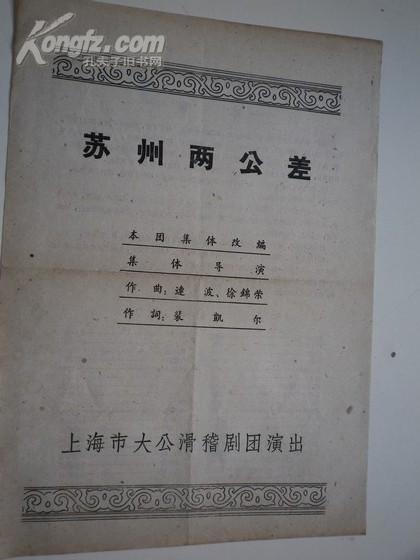 Kongfz.com
孔夫子旧书网
苏州两公差
本团集体改编
集体导演
作曲：連波、徐錦荣
作詞：裴凱尔
上海市大公滑稽剧团演出